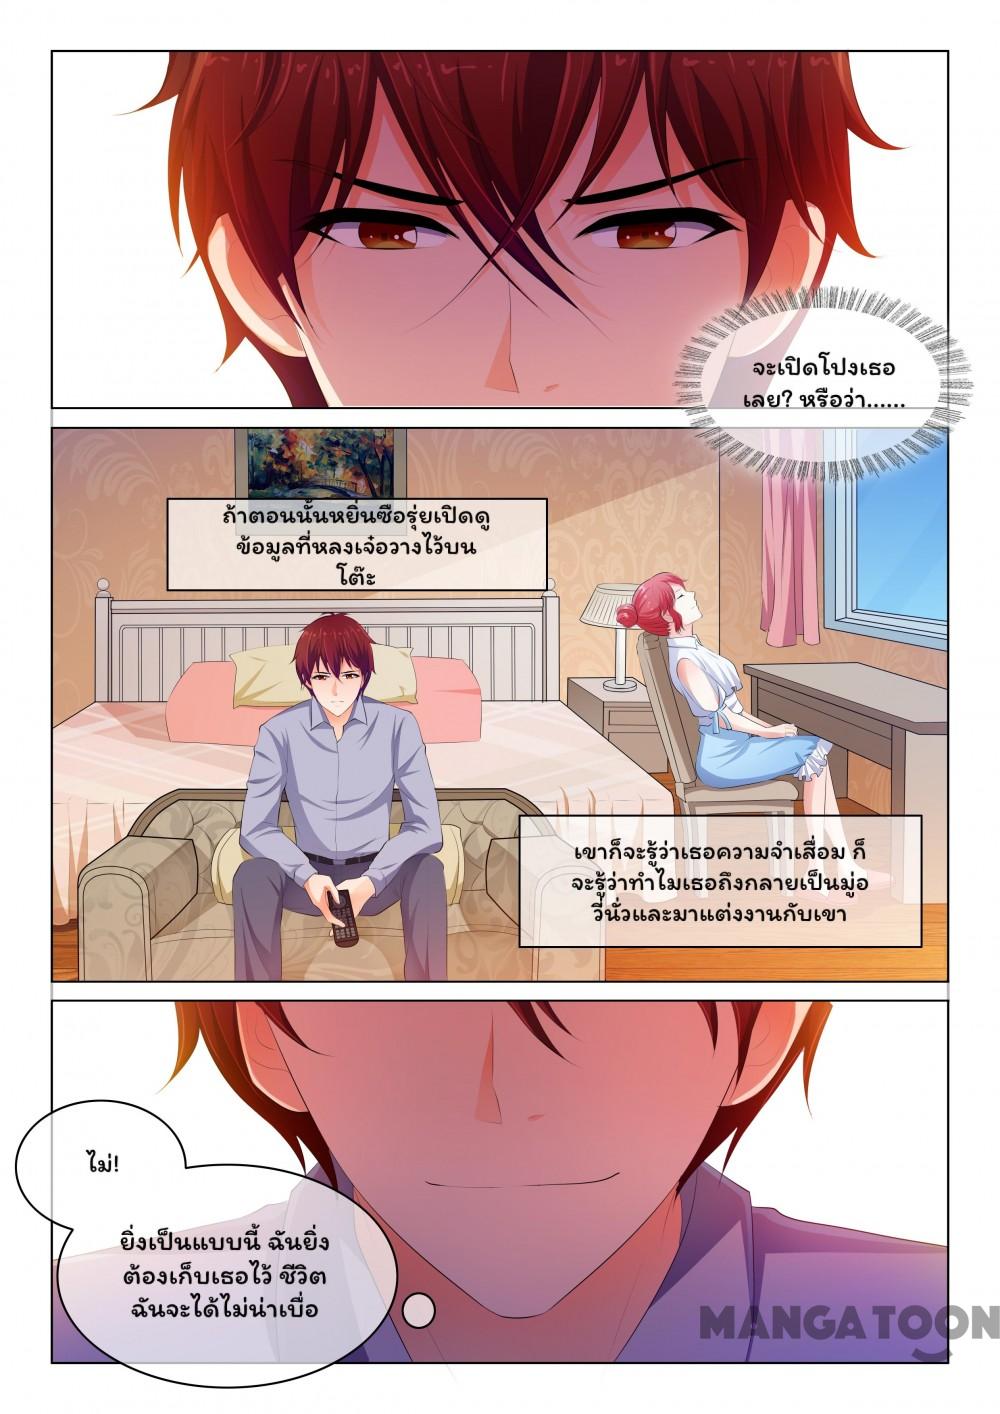 จะเปิดโปงเธอ
เลย? หรือว่า......
ถ้าตอนนั้นหยิ่นซือรุ่ยเปิดดู
ข้อมูลที่หลงเจ๋อวางไว้บน
โต๊ะ
เขาก็จะรู้ว่าเธอความจำเสื่อม ก็
จะรู้ว่าทำไมเธอถึงกลายเป็นมู่อ
วี่นั่วและมาแต่งงานกับเขา
ไม่!
ยิ่งเป็นแบบนี้ ฉันยิ่ง
ต้องเก็บเธอไว้ ชีวิต
ฉันจะได้ไม่น่าเบื่อ
MANGATOON